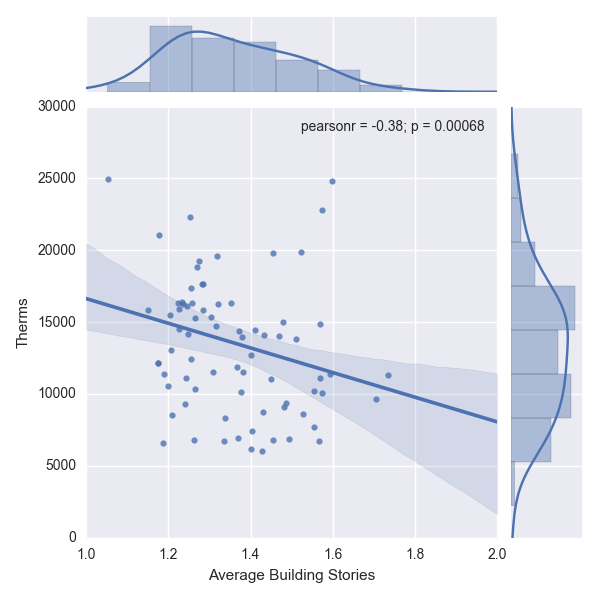 30000
pearsonr = -0.38; p = 0.00068
25000
20000
15000
10000
5000
0
Therms
1.0 1.2 1.4 1.6 1.8 2.0
Average Building Stories